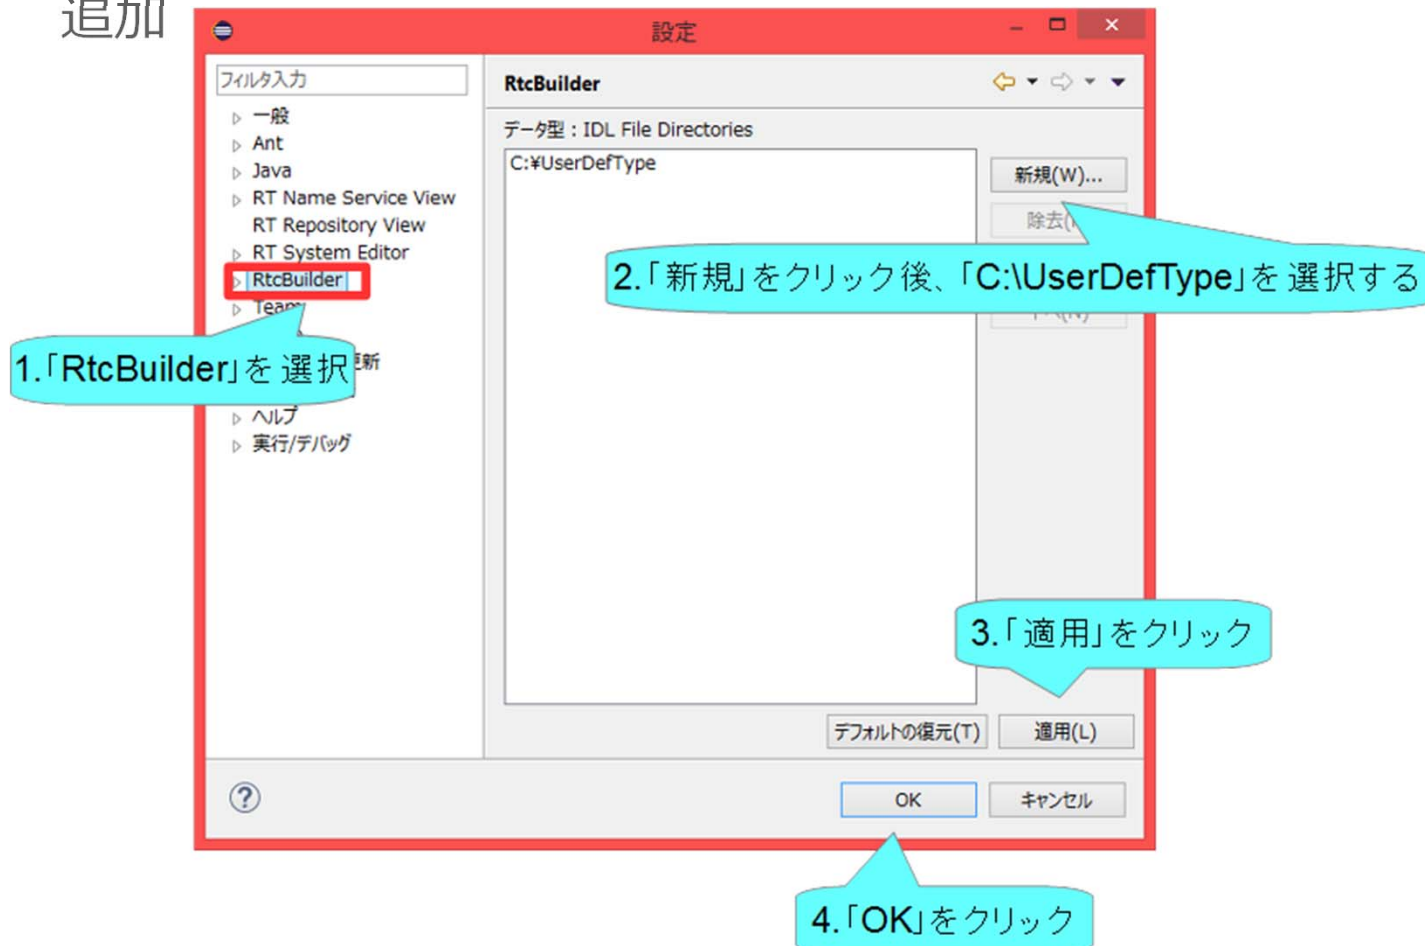 追加
設定
フィルタ入力
一般
Ant
Java
RT Name Service View
RT Repository View
RT System Editor
RtcBuilder
Team
更新
ヘルプ
実行/デバッグ
RtcBuilder
データ型：IDL File Directories
C:¥UserDefType
新規(W)...
除去(
2.「新規」をクリック後、「C:\UserDefType」を選択する
1.「RtcBuilder」を選択
3.「適用」をクリック
デフォルトの復元(T)
適用(L)
OK
キャンセル
4.「OK」をクリック